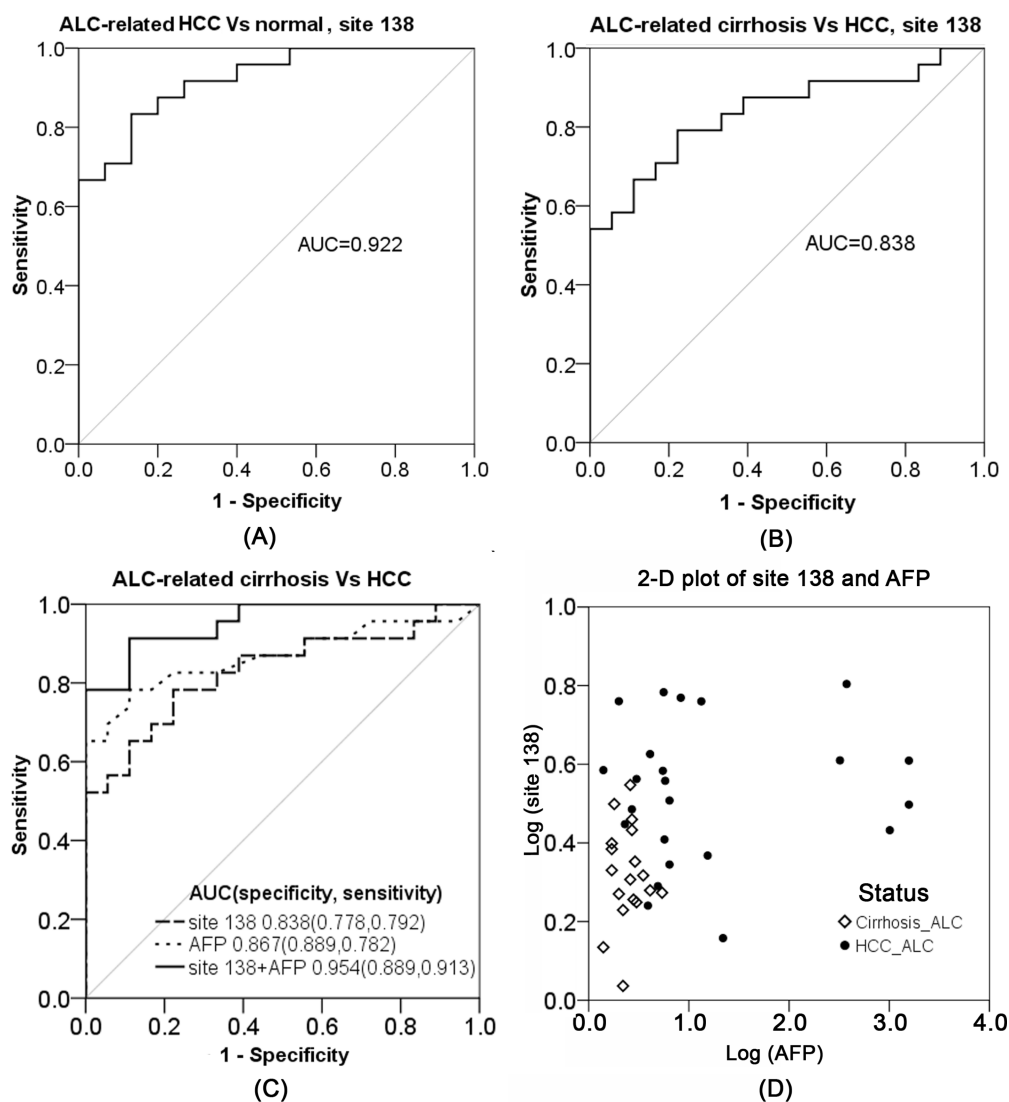 ALC-related HCC Vs normal , site 138
1.0
0.8
0.6
0.4
0.2
0.0
Sensitivity
AUC=0.922
0.0 0.2 0.4 0.6 0.8 1.0
1 - Specificity
(A)
ALC-related cirrhosis Vs HCC, site 138
1.0
0.8
0.6
0.4
0.2
0.0
Sensitivity
AUC=0.838
0.0 0.2 0.4 0.6 0.8 1.0
1 - Specificity
(B)
ALC-related cirrhosis Vs HCC
1.0
0.8
0.6
0.4
0.2
0.0
Sensitivity
AUC(specificity, sensitivity)
site 138 0.838(0.778,0.792)
AFP 0.867(0.889,0.782)
site 138+AFP 0.954(0.889,0.913)
0.0 0.2 0.4 0.6 0.8 1.0
1 - Specificity
(C)
2-D plot of site 138 and AFP
1.0
0.8
0.6
0.4
0.2
0.0
Log (site 138)
Status
Cirrhosis_ALC
HCC_ALC
0.0 1.0 2.0 3.0 4.0
Log (AFP)
(D)